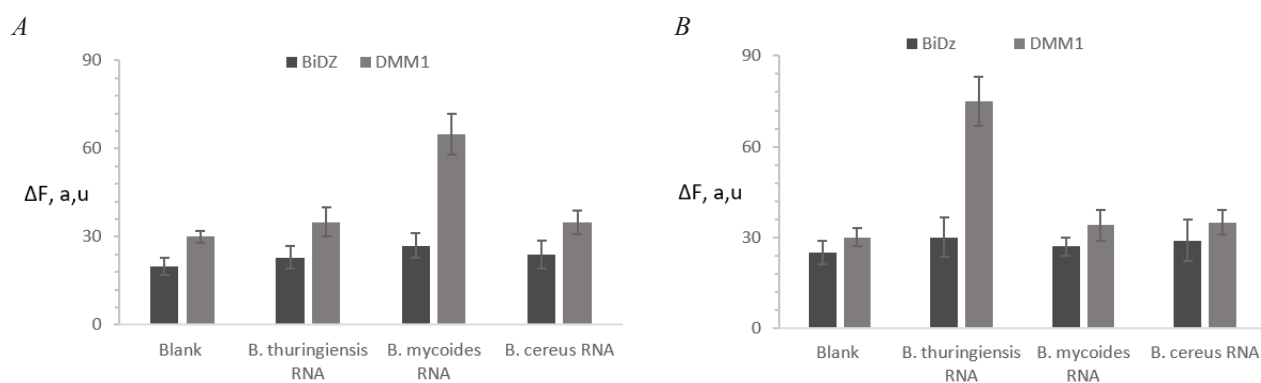 A
BiDZ DMM1
90
60
ΔF, a,u
30
0
Blank B. thuringiensis RNA B. mycoides RNA B. cereus RNA
B
BiDz DMM1
90
60
ΔF, a,u
30
0
Blank B. thuringiensis RNA B. mycoides RNA B. cereus RNA